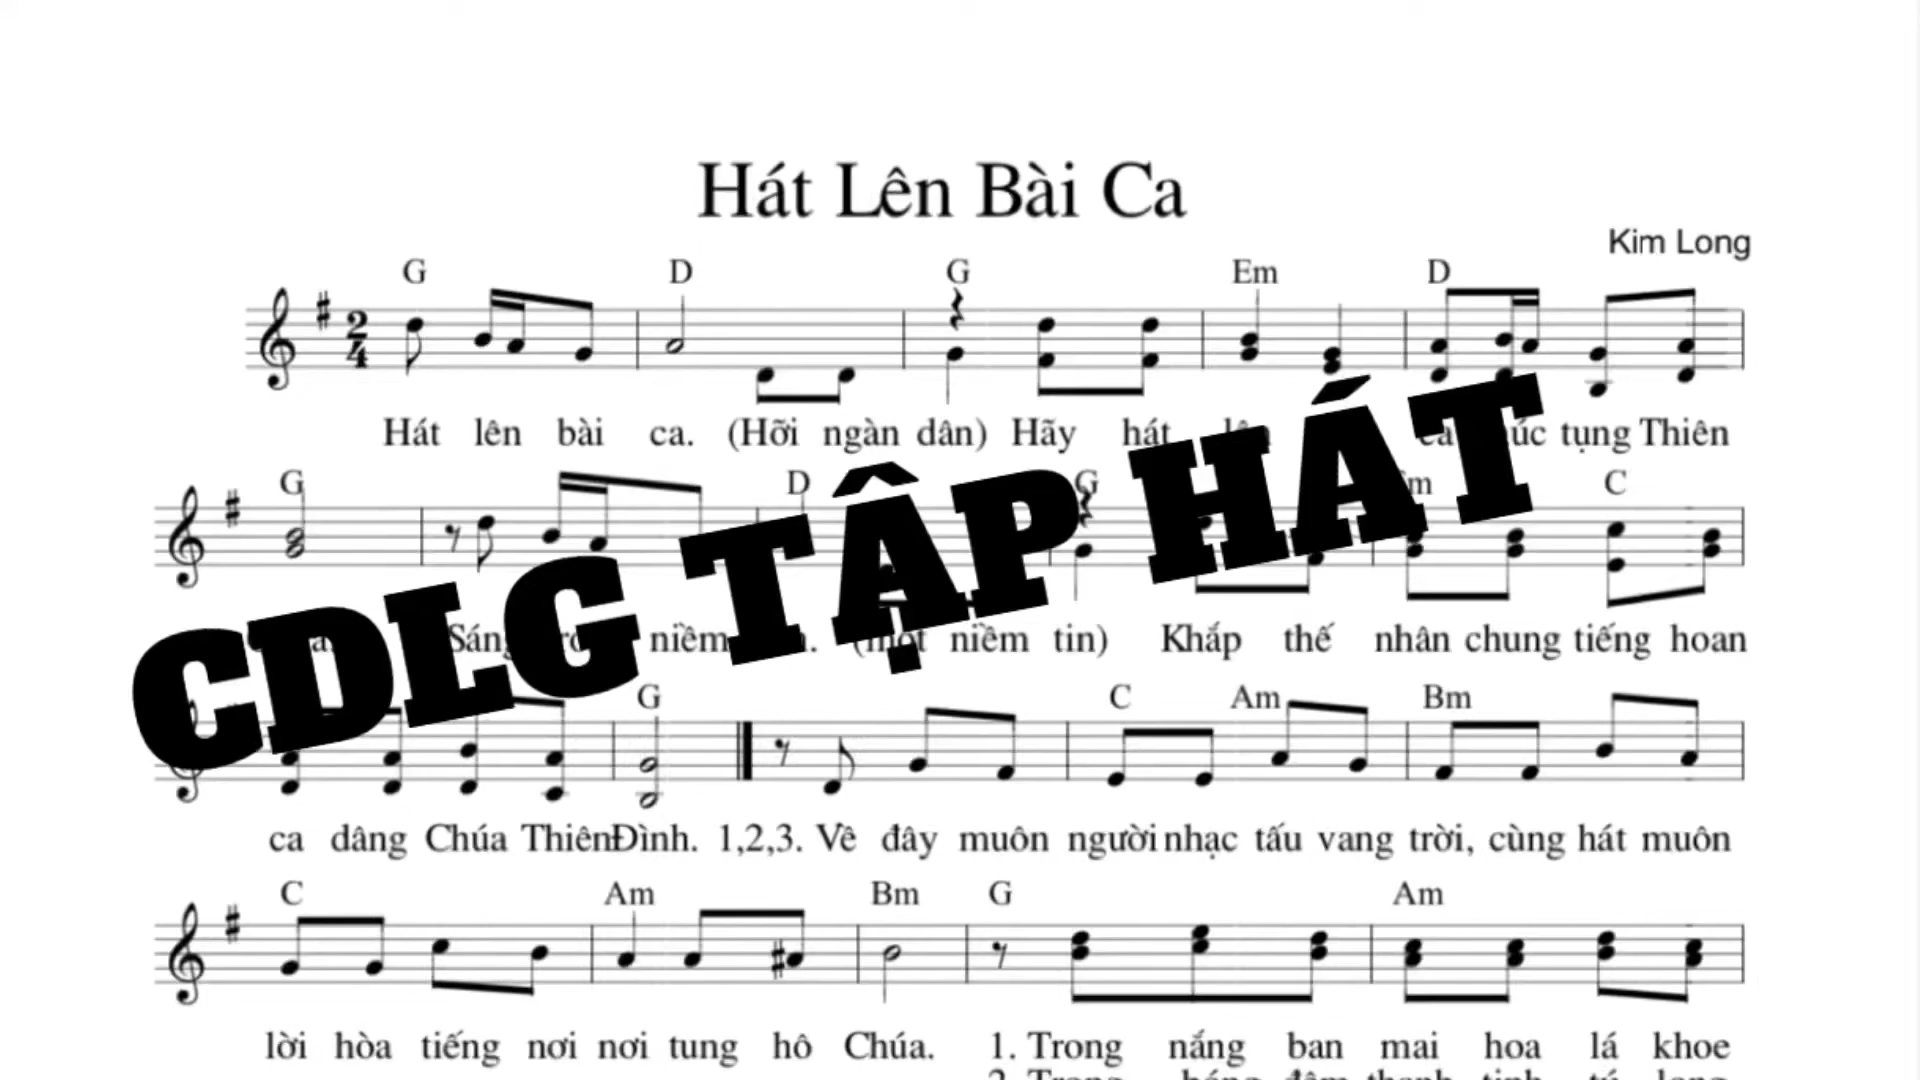 Hát Lên Bài Ca
Kim Long
G D G Em D
2
4
Hát lên bài ca. (Hỡi ngàn dân) Hãy hát tụng Thiên
G D G C
niềm niềm tin) Khắp thế nhân chung tiếng hoan
CDLG TẬP HÁT
G C Am Bm
ca dâng Chúa Thiên Đình. 1,2,3. Về đây muôn người nhạc tấu vang trời, cùng hát muôn
C Am Bm G Am
lời hòa tiếng nơi nơi tung hô Chúa. 1. Trong nắng ban mai hoa lá khoe